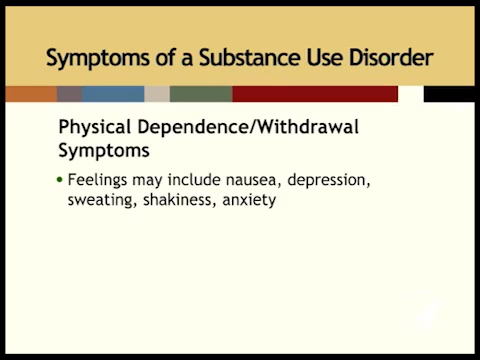 Symptoms of a Substance Use Disorder
Physical Dependence/Withdrawal
Symptoms
• Feelings may include nausea, depression,
sweating, shakiness, anxiety